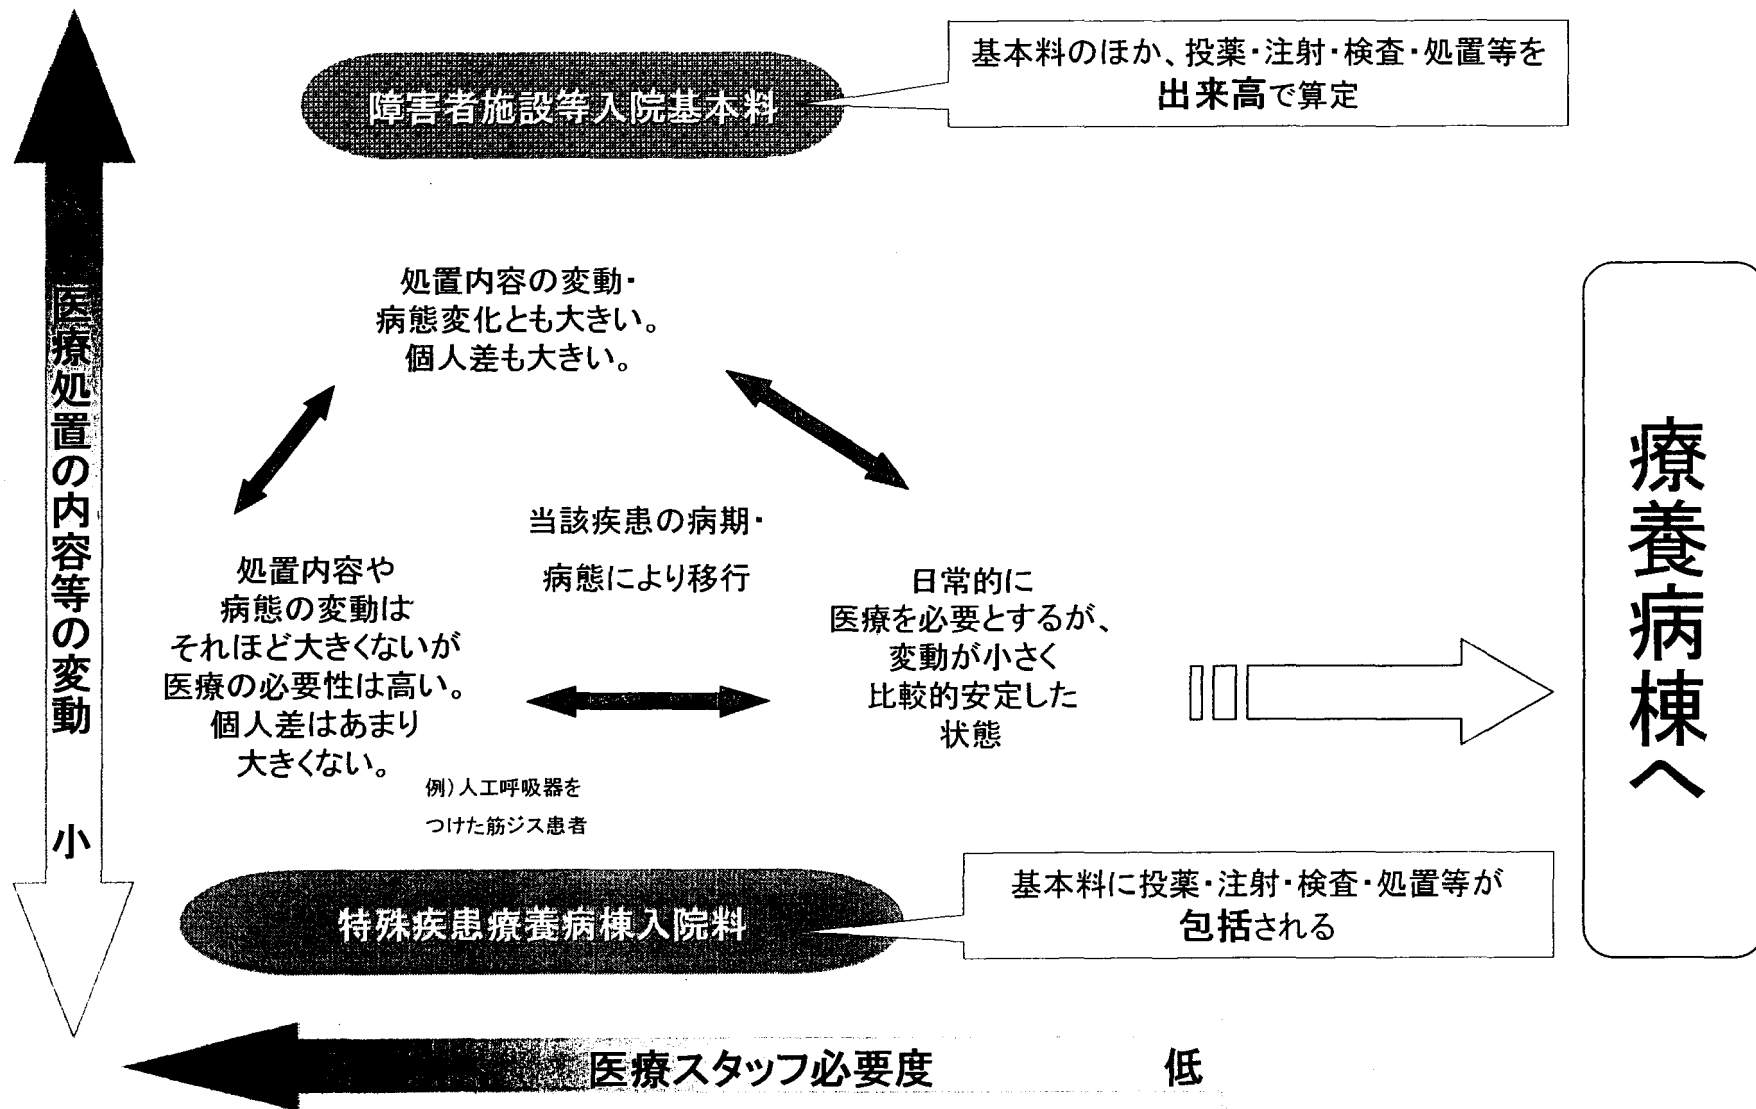 障害者施設等入院基本料
基本料のほか、投薬・注射・検査・処置等を
出来高で算定
医療処置の内容等の変動
小
処置内容の変動・
病態変化とも大きい。
個人差も大きい。
当該疾患の病期・
病態により移行
処置内容や
病態の変動は
それほど大きくないが
医療の必要性は高い。
個人差はあまり
大きくない。
例)人工呼吸器を
つけた筋ジス患者
日常的に
医療を必要とするが、
変動が小さく
比較的安定した
状態
療養病棟へ
特殊疾患療養病棟入院料
基本料に投薬・注射・検査・処置等が
包括される
医療スタッフ必要度
低